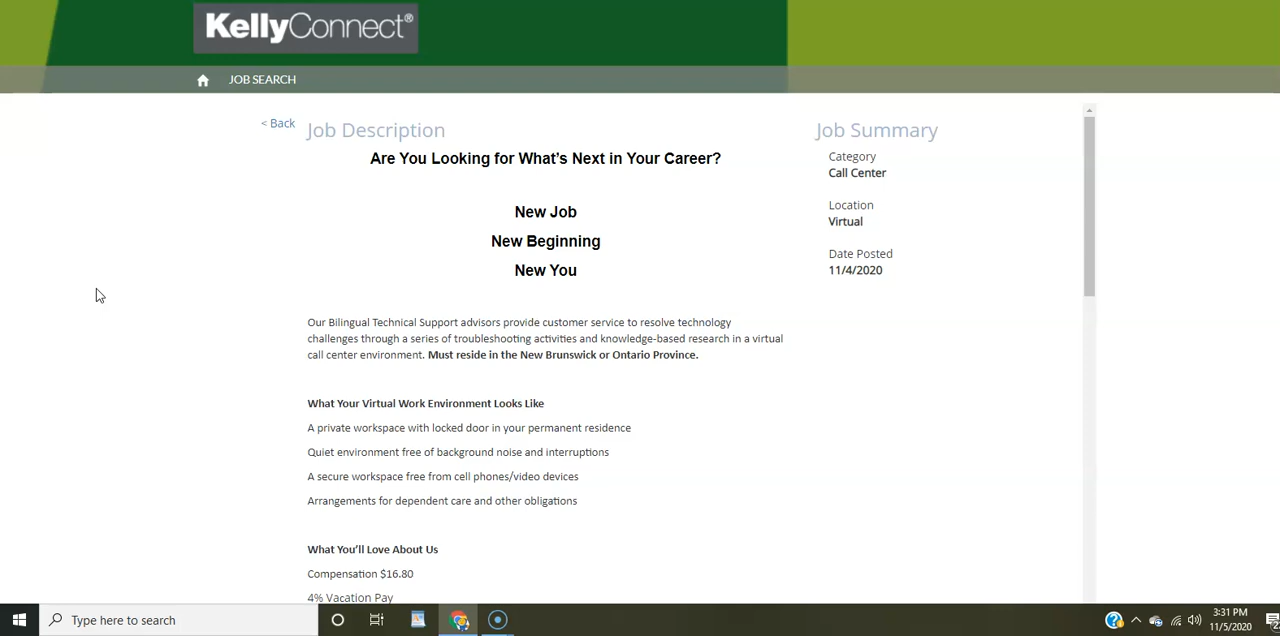 KellyConnect®
JOB SEARCH
< Back
Job Description
Are You Looking for What's Next in Your Career?
New Job
New Beginning
New You
Our Bilingual Technical Support advisors provide customer service to resolve technology
challenges through a series of troubleshooting activities and knowledge-based research in a virtual
call center environment. Must reside in the New Brunswick or Ontario Province.
What Your Virtual Work Environment Looks Like
A private workspace with locked door in your permanent residence
Quiet environment free of background noise and interruptions
A secure workspace free from cell phones/video devices
Arrangements for dependent care and other obligations
What You'll Love About Us
Compensation $16.80
4% Vacation Pay
Job Summary
Category
Call Center
Location
Virtual
Date Posted
11/4/2020
Type here to search
3:31 PM
11/5/2020